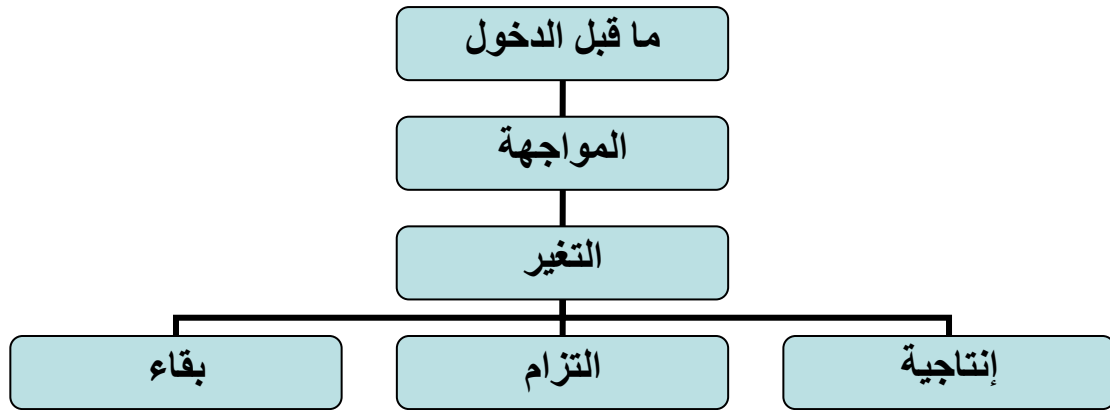 ما قبل الدخول
المواجهة
التغير
إنتاجية
التزام
بقاء